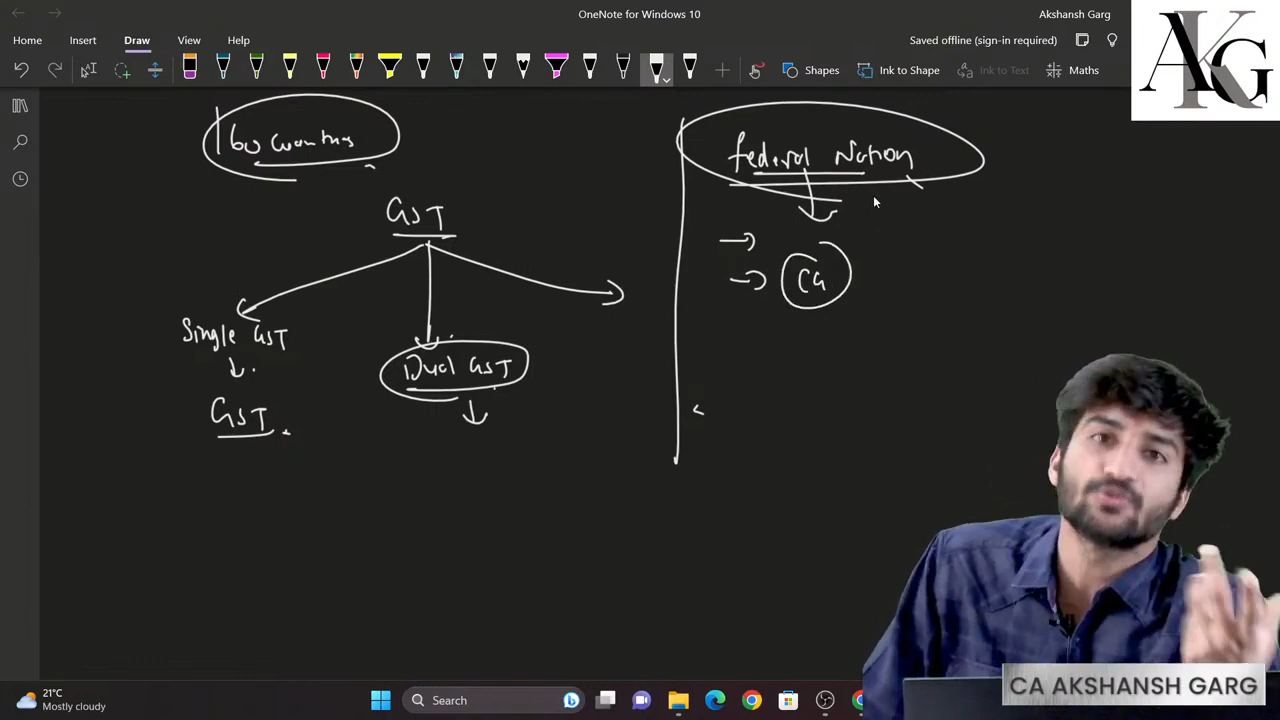 OneNote for Windows 10
Akshansh Garg
Home Insert Draw View Help
Saved offline (sign-in required)
Shapes
Ink to Shape
Ink to Text
Maths
AKG
160 Countries
GST
Single GST
GST
Dual GST
federal Nation
CG
21°C
Mostly cloudy
Search
CA AKSHANSH GARG